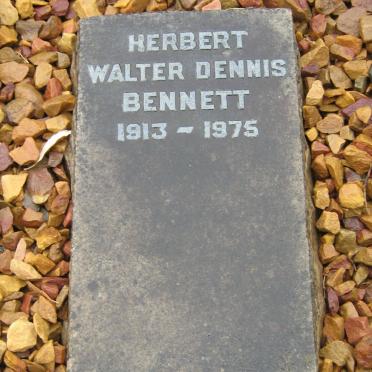 HERBERT
WALTER DENNIS
BENNETT
1913 ~ 1975